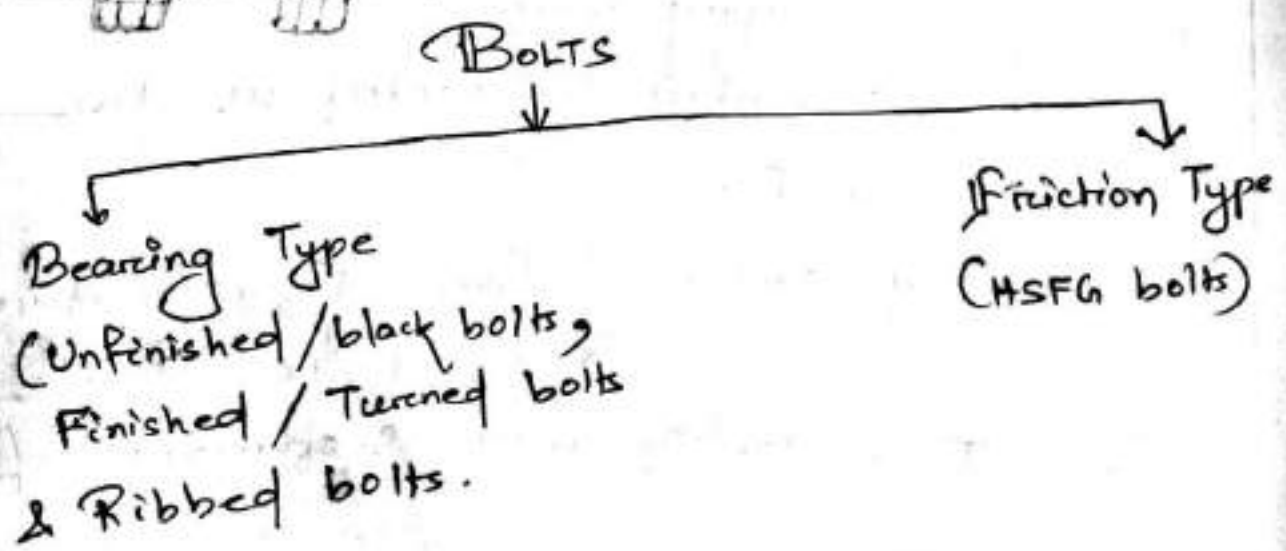 BOLTS
Bearing Type
(Unfinished / black bolts,
Finished / Turned bolts
& Ribbed bolts.
Friction Type
(HSFG bolts)